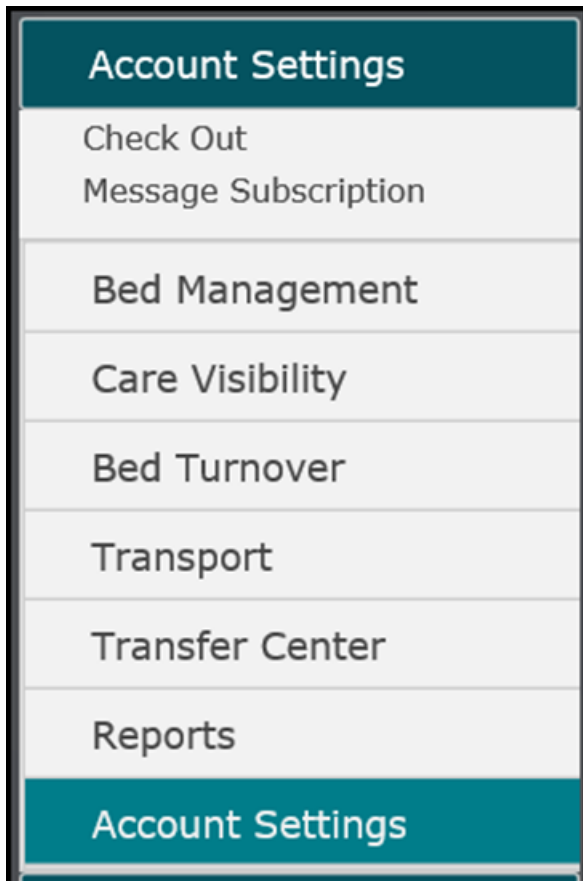 Account Settings
Check Out
Message Subscription
Bed Management
Care Visibility
Bed Turnover
Transport
Transfer Center
Reports
Account Settings